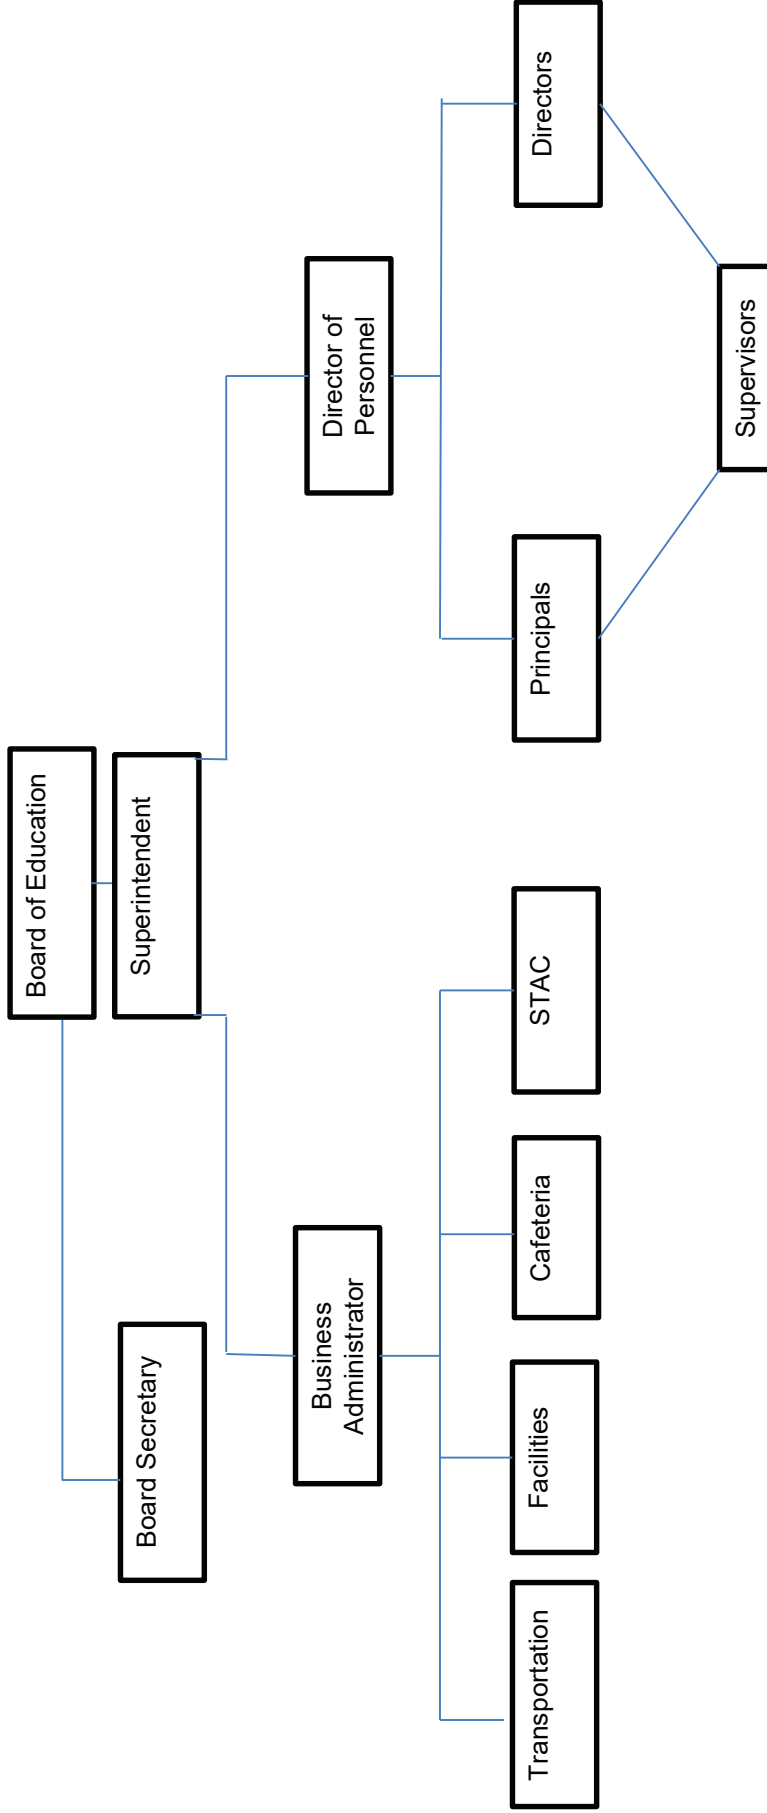 Board of Education
Superintendent
Board Secretary
Business
Administrator
Director of
Personnel
Transportation
Facilities
Cafeteria
STAC
Principals
Directors
Supervisors